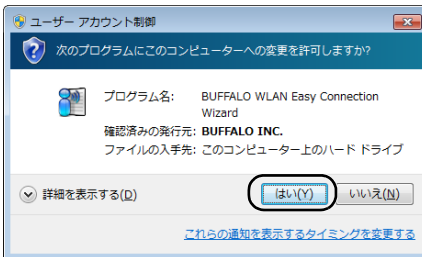 ユーザー アカウント制御
次のプログラムにこのコンピューターへの変更を許可しますか?
プログラム名: BUFFALO WLAN Easy Connection
Wizard
確認済みの発行元: BUFFALO INC.
ファイルの入手先: このコンピューター上のハード ドライブ
詳細を表示する(D) はい(Y) いいえ(N)
これらの通知を表示するタイミングを変更する